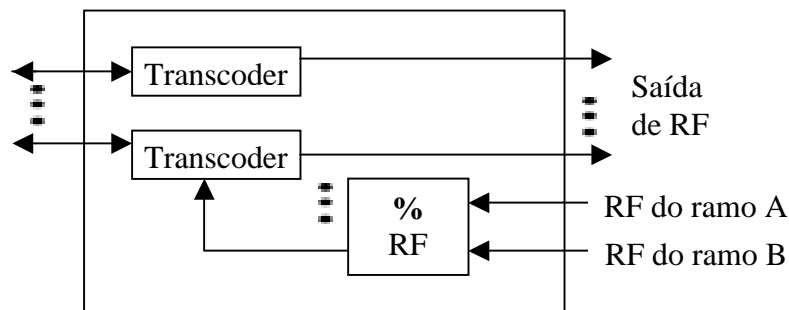 Transcoder
Saída
de RF
Transcoder
%
RF
RF do ramo A
RF do ramo B